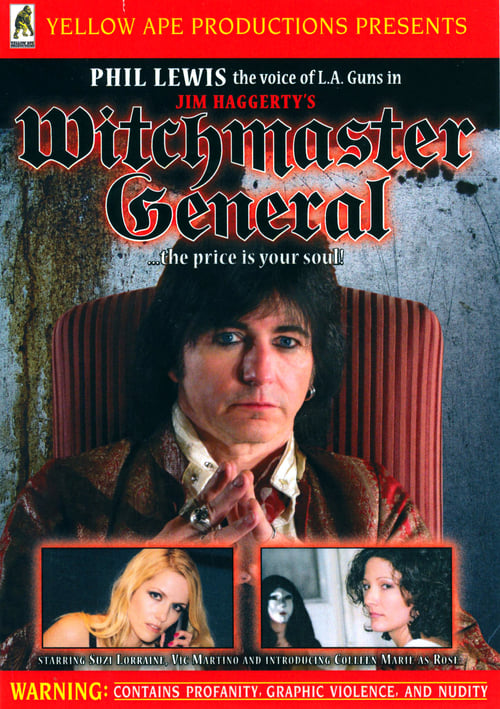 YELLOW APE PRODUCTIONS PRESENTS
PHIL LEWIS the voice of L.A. Guns in
JIM HAGGERTY'S
Witchmaster
General
...the price is your soul!
STARRING SUZI LORRAINE, VIC MARTINO AND INTRODUCING COLLEEN MARIE AS ROSE
WARNING: CONTAINS PROFANITY, GRAPHIC VIOLENCE, AND NUDITY